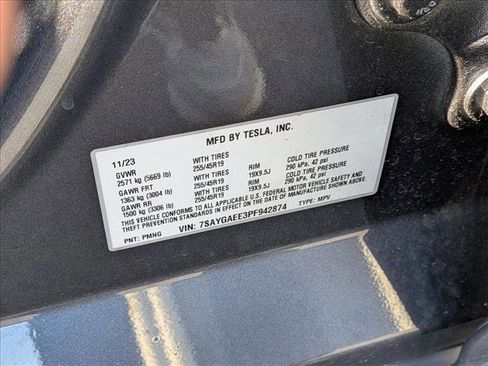 MFD BY TESLA, INC.
11/23
GVWR WITH TIRES RIM COLD TIRE PRESSURE
2571 kg (5669 lb) 255/45R19 19X9.5J 290 kPa, 42 psi
GAWR FRT WITH TIRES RIM COLD TIRE PRESSURE
1363 kg (3004 lb) 255/45R19 19X9.5J 290 kPa, 42 psi
GAWR RR WITH TIRES
1500 kg (3306 lb) 255/45R19
THIS VEHICLE CONFORMS TO ALL APPLICABLE U.S. FEDERAL MOTOR VEHICLE SAFETY AND
THEFT PREVENTION STANDARDS IN EFFECT ON THE DATE OF MANUFACTURE SHOWN ABOVE.
VIN: 7SAYGAEE3PF942874 TYPE: MPV
PNT: PMNG